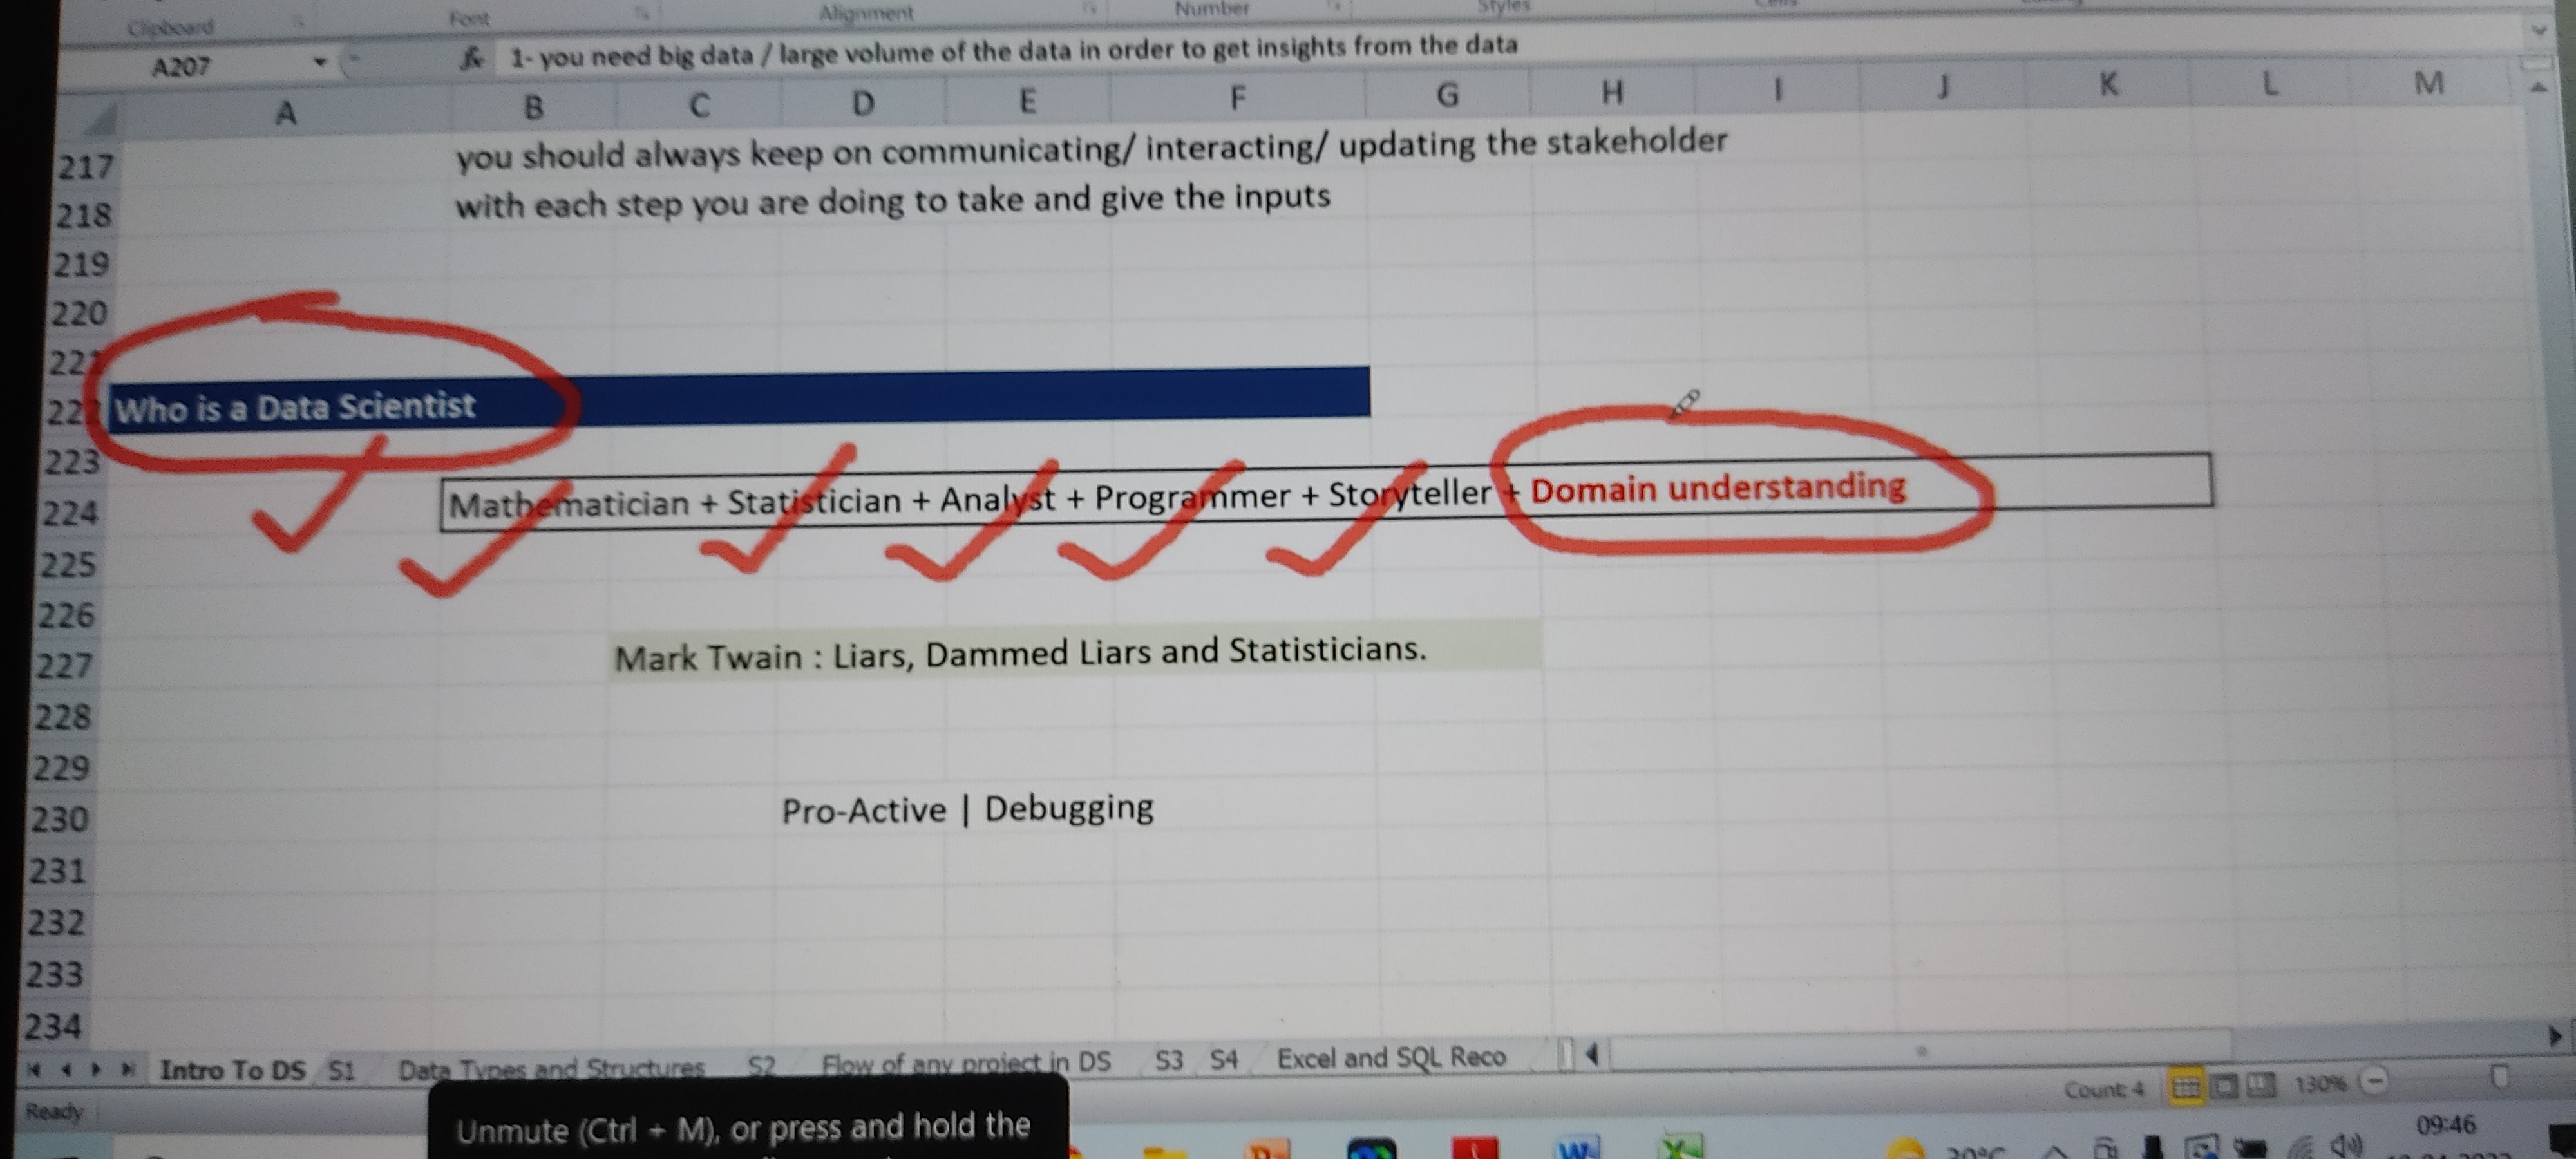 Clipboard Font Alignment Number Styles
A207 fx 1- you need big data / large volume of the data in order to get insights from the data
A B C D E F G H I J K L M
217 you should always keep on communicating/ interacting/ updating the stakeholder
218 with each step you are doing to take and give the inputs
219
220
221
222 Who is a Data Scientist
223
224 Mathematician + Statistician + Analyst + Programmer + Storyteller + Domain understanding
225
226
227 Mark Twain : Liars, Dammed Liars and Statisticians.
228
229
230 Pro-Active | Debugging
231
232
233
234
Intro To DS S1 Data Types and Structures S2 Flow of any project in DS S3 S4 Excel and SQL Reco
Ready Count: 4 130%
Unmute (Ctrl + M), or press and hold the
09:46